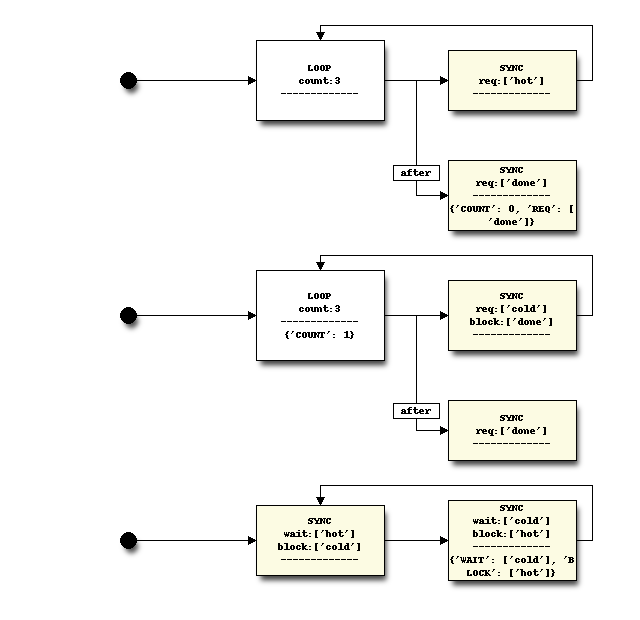 LOOP
count:3
-------------
SYNC
req:['hot']
-------------
after
SYNC
req:['done']
-------------
{'COUNT': 0, 'REQ': [
'done']}
LOOP
count:3
-------------
{'COUNT': 1}
SYNC
req:['cold']
block:['done']
-------------
after
SYNC
req:['done']
-------------
SYNC
wait:['hot']
block:['cold']
-------------
SYNC
wait:['cold']
block:['hot']
-------------
{'WAIT': ['cold'], 'B
LOCK': ['hot']}